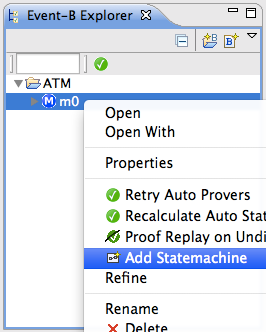 Event-B Explorer
ATM
m0
Open
Open With
Properties
Retry Auto Provers
Recalculate Auto Stat
Proof Replay on Undi
Add Statemachine
Refine
Rename
Delete